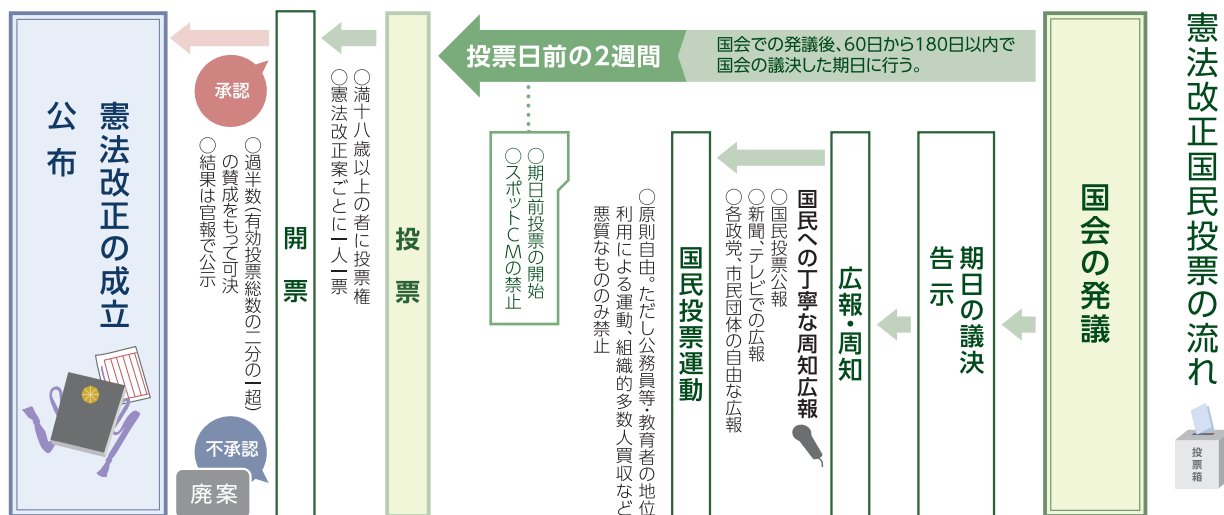 憲法改正国民投票の流れ
投票箱
国会の発議
国会での発議後、60日から180日以内で
国会の議決した期日に行う。
投票日前の2週間
期日の議決
告示
広報・周知
国民への丁寧な周知広報
○国民投票公報
○新聞、テレビでの広報
○各政党、市民団体の自由な広報
国民投票運動
○原則自由。ただし公務員等・教育者の地位
利用による運動、組織的多数人買収など
悪質なもののみ禁止
○期日前投票の開始
○スポットCMの禁止
投票
○満十八歳以上の者に投票権
○憲法改正案ごとに一人一票
開票
承認
○過半数(有効投票総数の二分の一超)
の賛成をもって可決
○結果は官報で公示
不承認
廃案
憲法改正の成立
公布